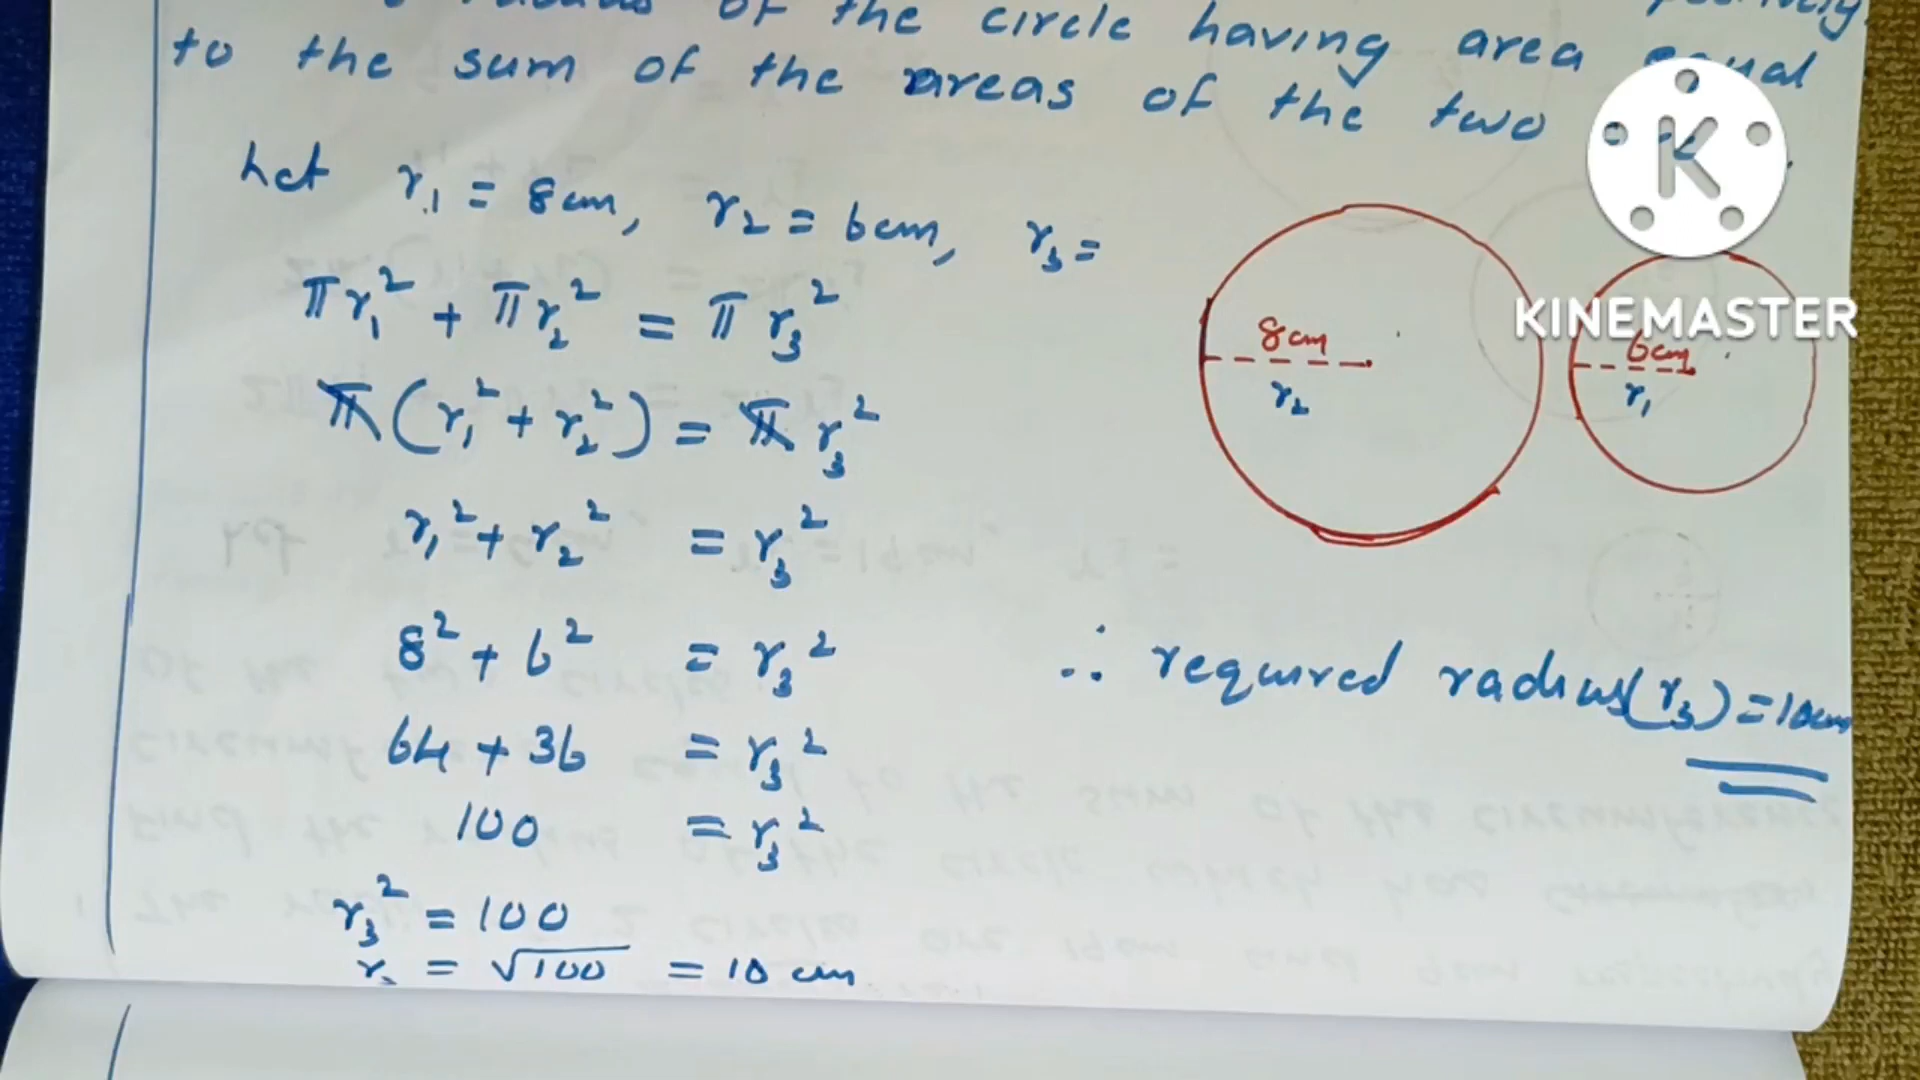 radius of the circle having area equal
to the sum of the areas of the two
Let r₁ = 8cm, r₂ = 6cm, r₃ =
πr₁² + πr₂² = πr₃²
π(r₁² + r₂²) = πr₃²
r₁² + r₂² = r₃²
8² + 6² = r₃²
64 + 36 = r₃²
100 = r₃²
r₃² = 100
= √100 = 10 cm
8cm
r₂
6cm
r₁
K
KINEMASTER
∴ required radius(r₃) = 10cm